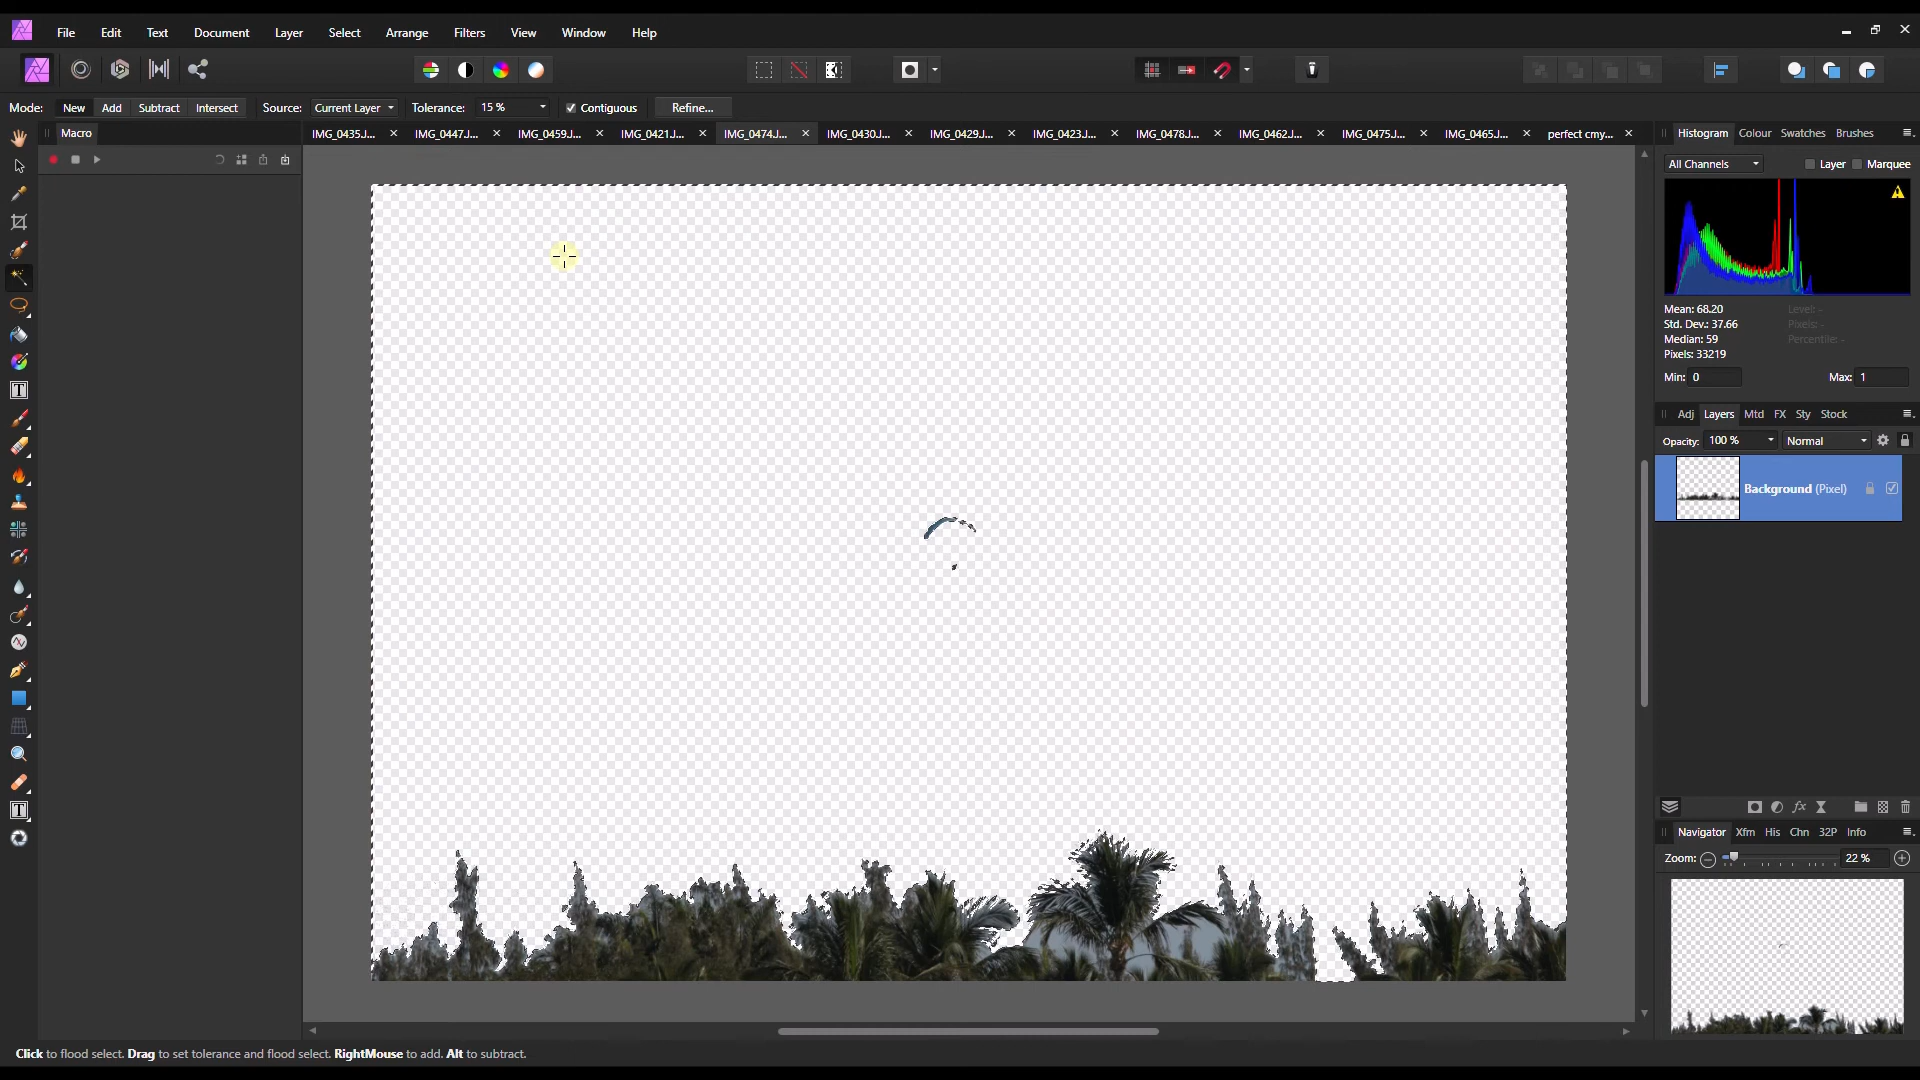 File Edit Text Document Layer Select Arrange Filters View Window Help
Mode: New Add Subtract Intersect Source: Current Layer Tolerance: 15 % Contiguous Refine...
Macro
IMG_0435.J... IMG_0447.J... IMG_0459.J... IMG_0421.J... IMG_0474.J... IMG_0430.J... IMG_0429.J... IMG_0423.J... IMG_0478.J... IMG_0462.J... IMG_0475.J... IMG_0465.J... perfect cmy...
Histogram Colour Swatches Brushes
All Channels Layer Marquee
Mean: 68.20 Level: -
Std. Dev.: 37.66 Pixels: -
Median: 59 Percentile: -
Pixels: 33219
Min: 0 Max: 1
Adj Layers Mtd FX Sty Stock
Opacity: 100 % Normal
Background (Pixel)
Navigator Xfm His Chn 32P Info
Zoom: 22 %
Click to flood select. Drag to set tolerance and flood select. RightMouse to add. Alt to subtract.